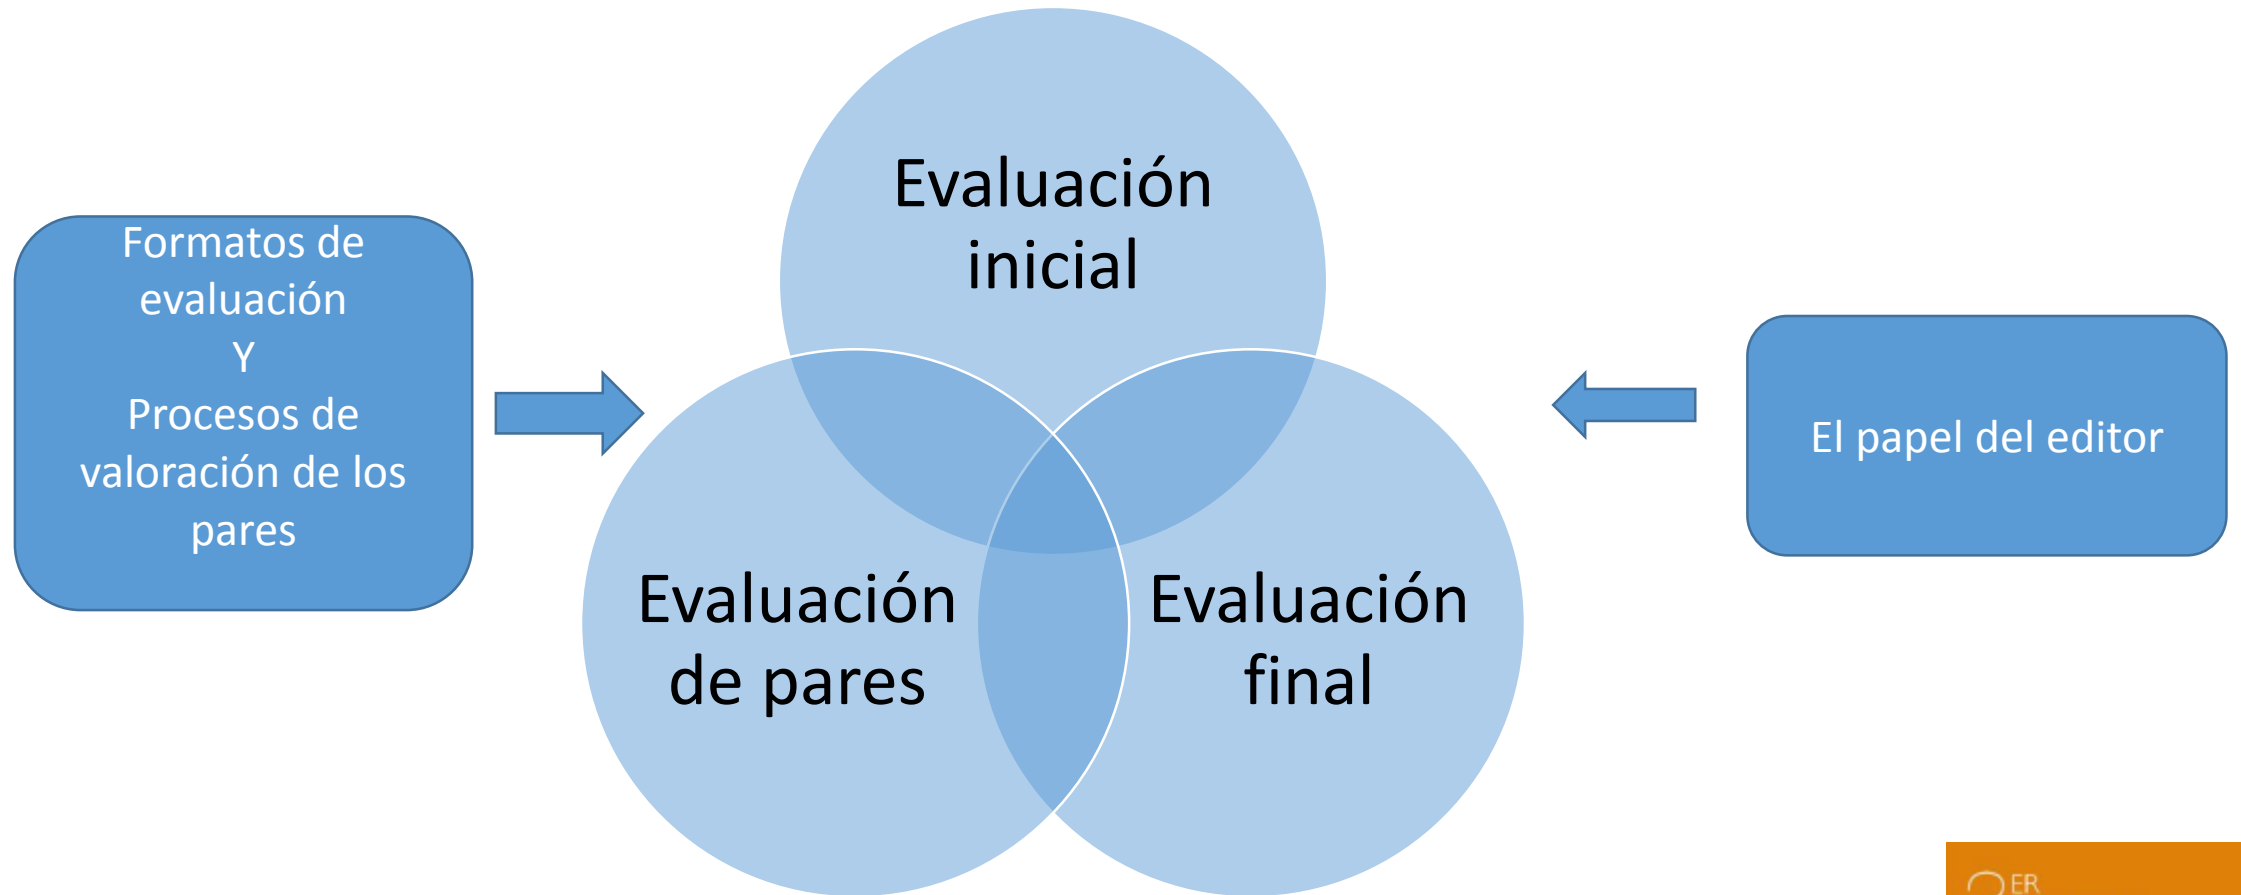 Evaluación
inicial
Formatos de
evaluación
Y
Procesos de
valoración de los
pares
El papel del editor
Evaluación
de pares
Evaluación
final
ER